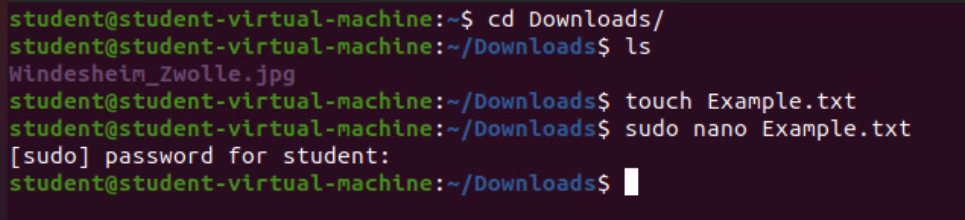 student@student-virtual-machine:~$ cd Downloads/
student@student-virtual-machine:~/Downloads$ ls
Windesheim_Zwolle.jpg
student@student-virtual-machine:~/Downloads$ touch Example.txt
student@student-virtual-machine:~/Downloads$ sudo nano Example.txt
[sudo] password for student:
student@student-virtual-machine:~/Downloads$